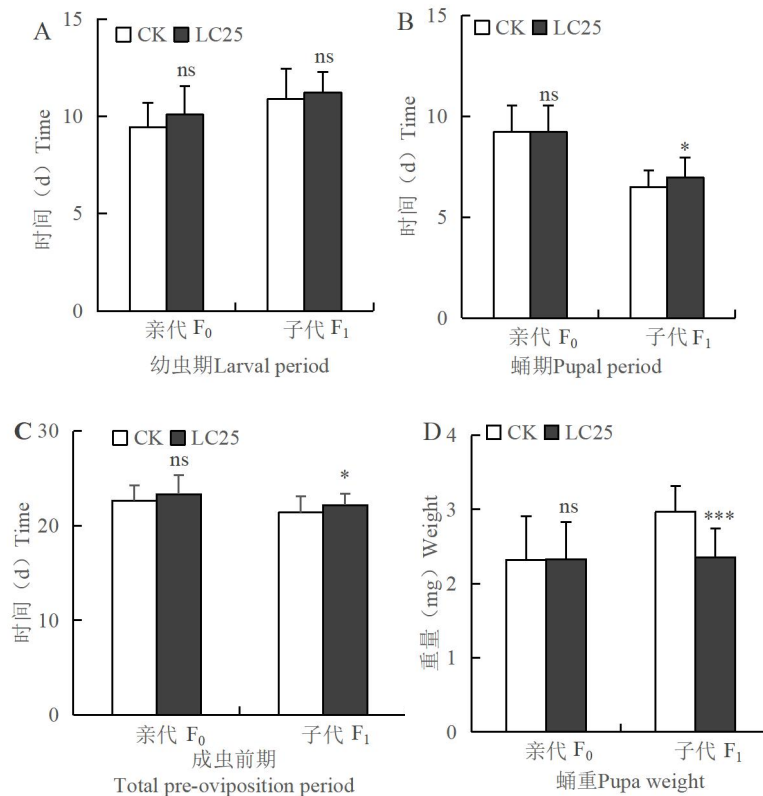 A
CK LC25
15
10
5
0
ns
ns
时间（d）Time
亲代 F₀
子代 F₁
幼虫期Larval period
B
CK LC25
15
10
5
0
ns
*
时间（d）Time
亲代 F₀
子代 F₁
蛹期Pupal period
C
CK LC25
30
20
10
0
ns
*
时间（d）Time
亲代 F₀
子代 F₁
成虫前期
Total pre-oviposition period
D
CK LC25
4
3
2
1
0
ns
***
重量（mg）Weight
亲代 F₀
子代 F₁
蛹重Pupa weight